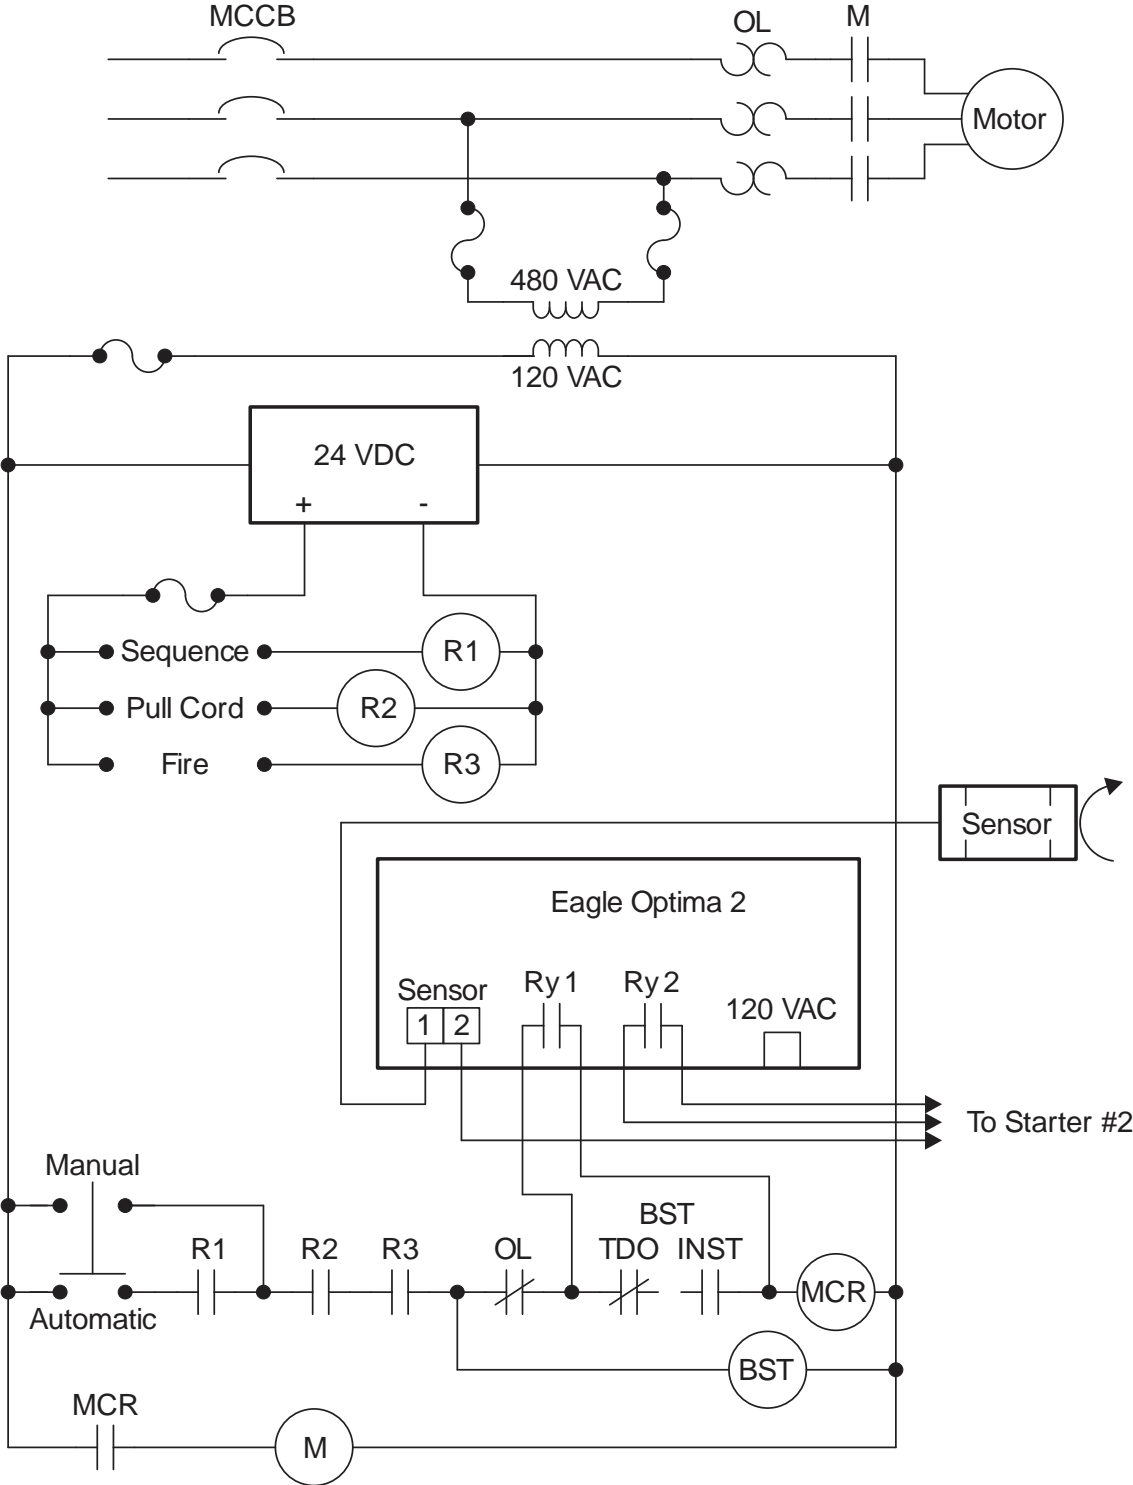 MCCB
OL
M
Motor
480 VAC
120 VAC
24 VDC
+ -
Sequence
R1
Pull Cord
R2
Fire
R3
Sensor
Eagle Optima 2
Ry 1
Ry 2
Sensor
1 2
120 VAC
To Starter #2
Manual
BST
R1
R2
R3
OL
TDO
INST
MCR
Automatic
BST
MCR
M